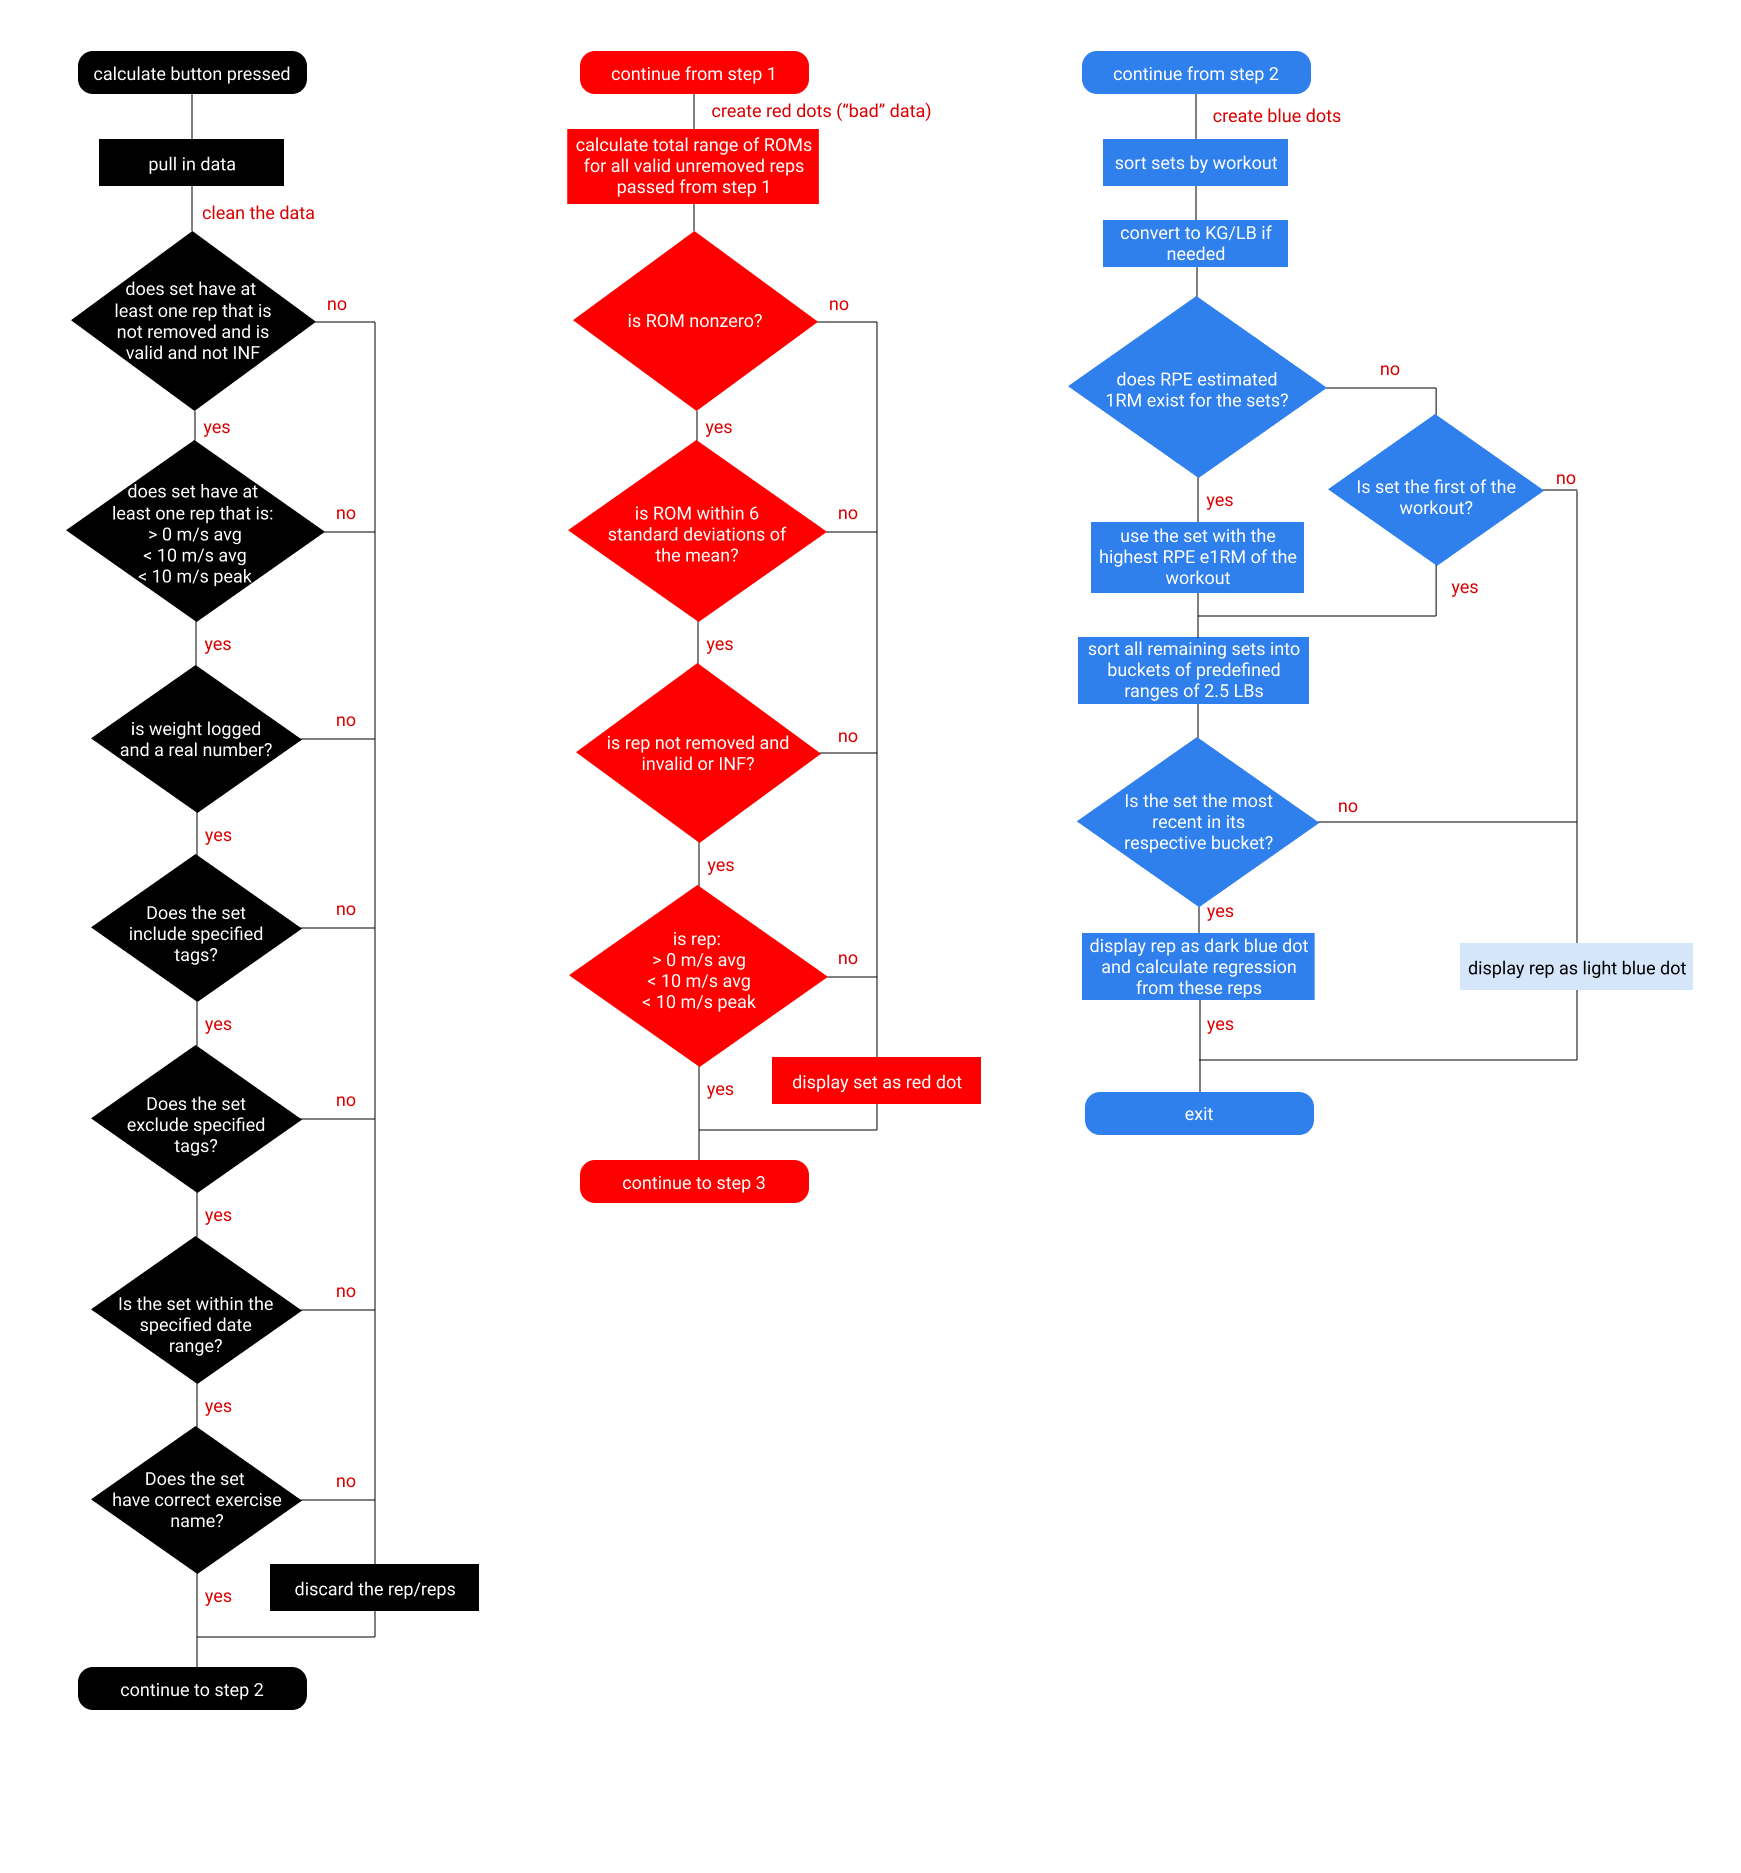 calculate button pressed
pull in data
clean the data
does set have at
least one rep that is
not removed and is
valid and not INF
no
yes
does set have at
least one rep that is:
> 0 m/s avg
< 10 m/s avg
< 10 m/s peak
no
yes
is weight logged
and a real number?
no
yes
Does the set
include specified
tags?
no
yes
Does the set
exclude specified
tags?
no
yes
Is the set within the
specified date
range?
no
yes
Does the set
have correct exercise
name?
no
yes
discard the rep/reps
continue to step 2
continue from step 1
create red dots (“bad” data)
calculate total range of ROMs
for all valid unremoved reps
passed from step 1
is ROM nonzero?
no
yes
is ROM within 6
standard deviations of
the mean?
no
yes
is rep not removed and
invalid or INF?
no
yes
is rep:
> 0 m/s avg
< 10 m/s avg
< 10 m/s peak
no
yes
display set as red dot
continue to step 3
continue from step 2
create blue dots
sort sets by workout
convert to KG/LB if
needed
does RPE estimated
1RM exist for the sets?
no
yes
Is set the first of the
workout?
no
yes
use the set with the
highest RPE e1RM of the
workout
sort all remaining sets into
buckets of predefined
ranges of 2.5 LBs
Is the set the most
recent in its
respective bucket?
no
yes
display rep as dark blue dot
and calculate regression
from these reps
display rep as light blue dot
yes
exit